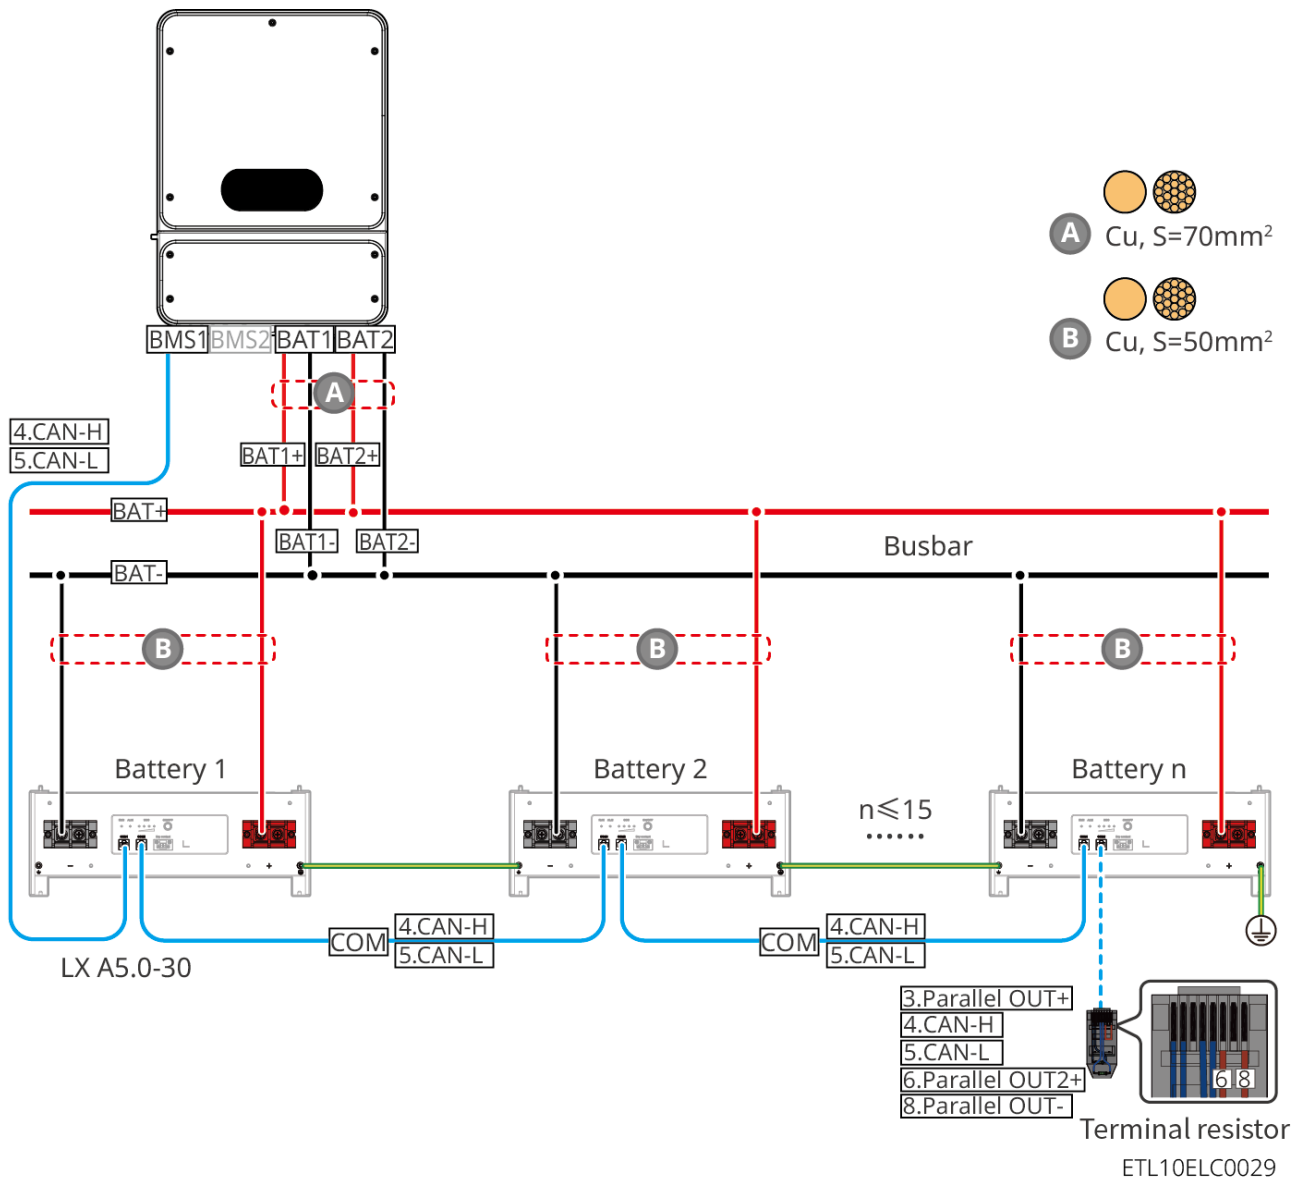 A Cu, S=70mm²
B Cu, S=50mm²
BMS1 BMS2 BAT1 BAT2
A
4.CAN-H
5.CAN-L
BAT1+ BAT2+
BAT+
BAT1- BAT2-
Busbar
BAT-
B B B
Battery 1 Battery 2 Battery n
n≤15
......
- + - + - +
COM 4.CAN-H
5.CAN-L
COM 4.CAN-H
5.CAN-L
LX A5.0-30
3.Parallel OUT+
4.CAN-H
5.CAN-L
6.Parallel OUT2+
8.Parallel OUT-
6 8
Terminal resistor
ETL10ELC0029